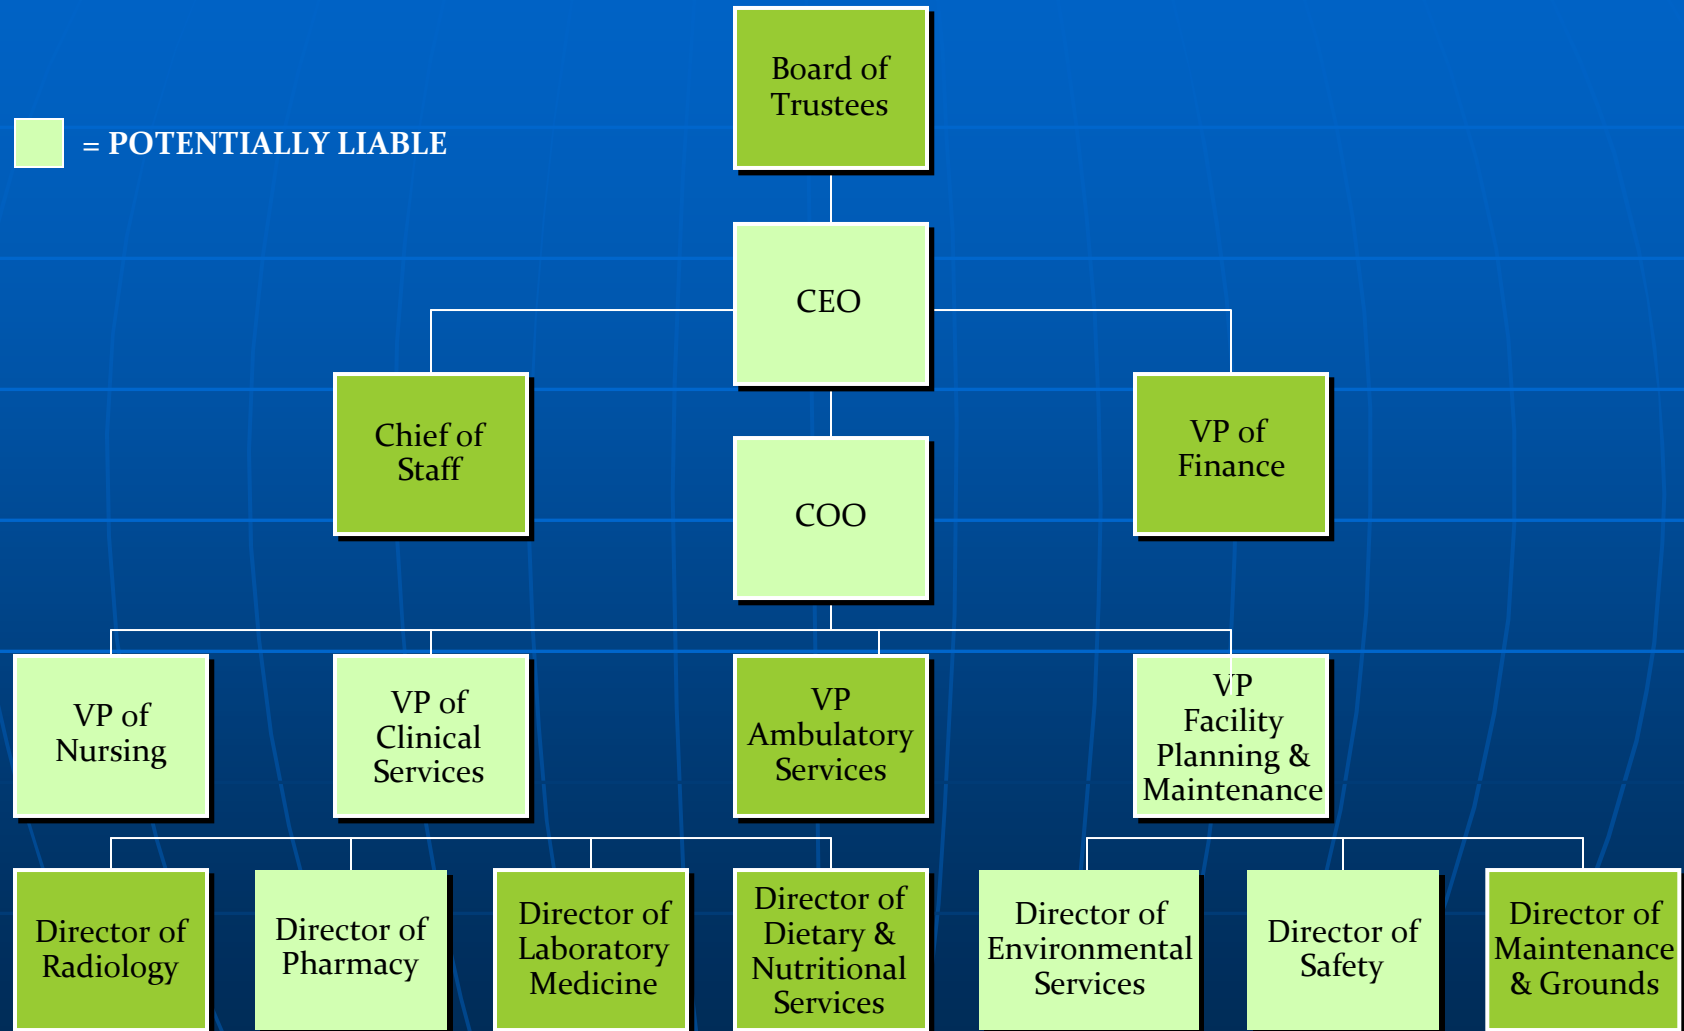 Board of
Trustees
= POTENTIALLY LIABLE
CEO
Chief of
Staff
VP of
Finance
COO
VP of
Nursing
VP of
Clinical
Services
VP
Ambulatory
Services
VP
Facility
Planning &
Maintenance
Director of
Radiology
Director of
Pharmacy
Director of
Laboratory
Medicine
Director of
Dietary &
Nutritional
Services
Director of
Environmental
Services
Director of
Safety
Director of
Maintenance
& Grounds